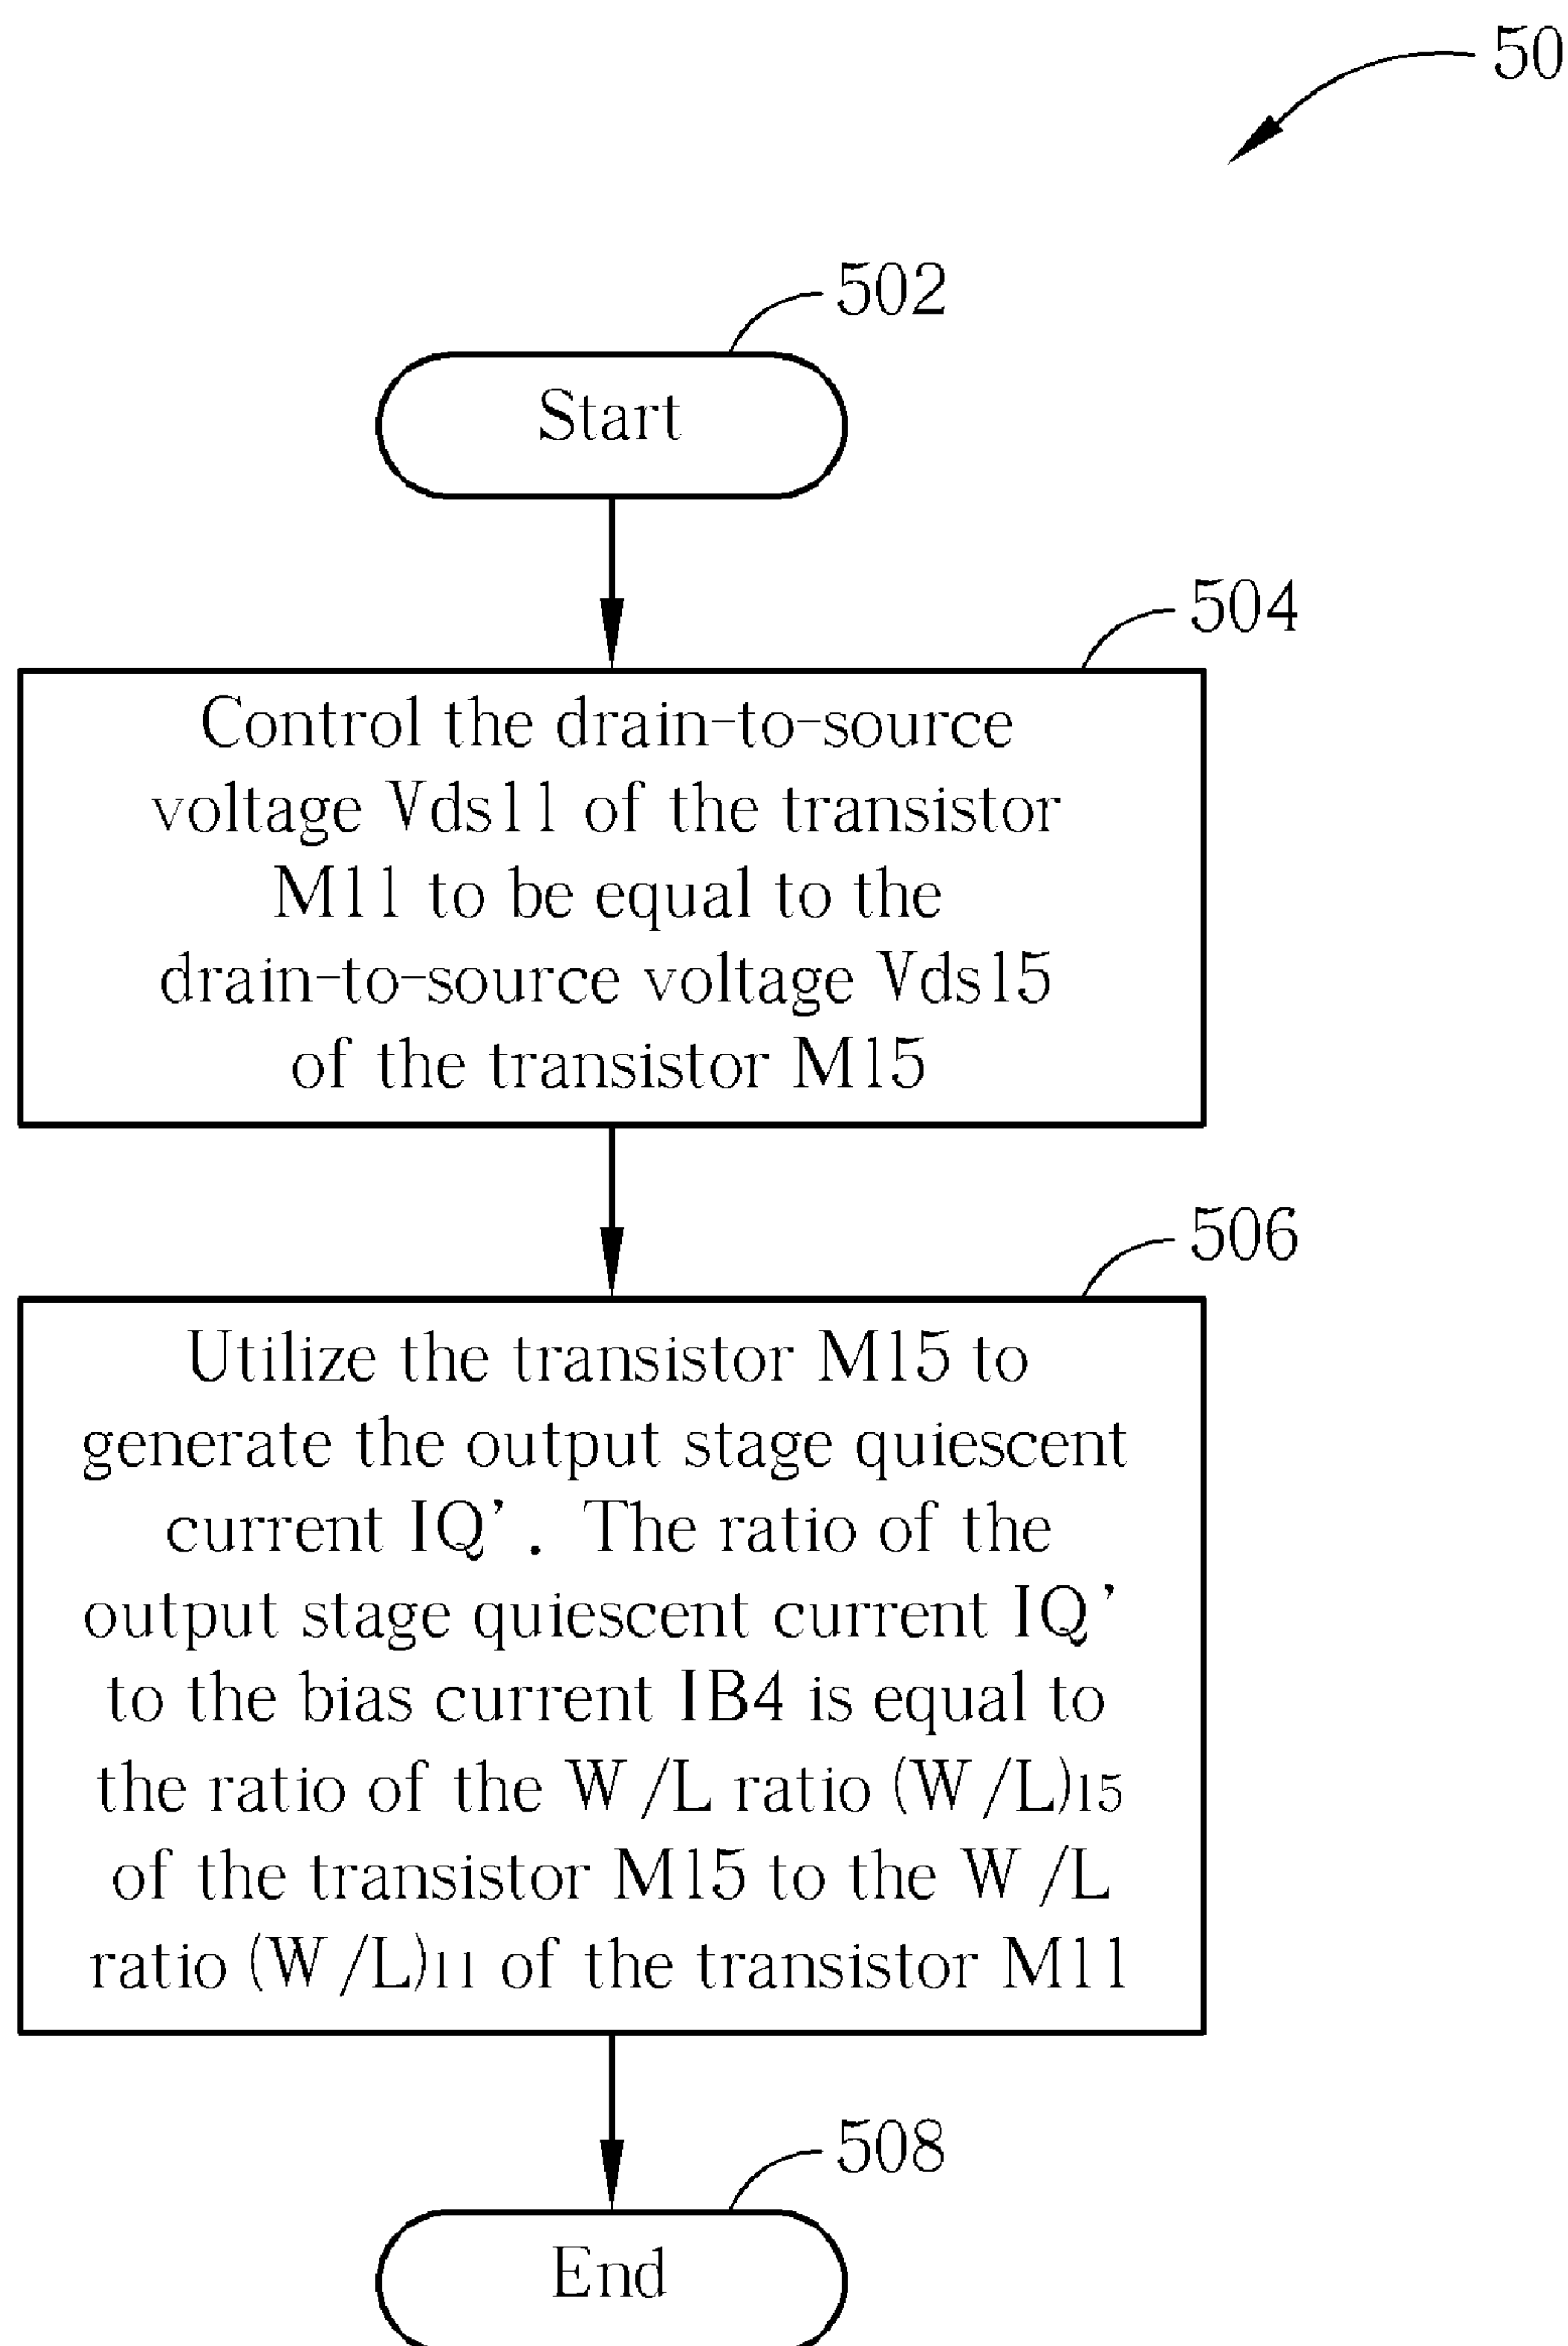 50
502
Start
504
Control the drain-to-source
voltage Vds11 of the transistor
M11 to be equal to the
drain-to-source voltage Vds15
of the transistor M15
506
Utilize the transistor M15 to
generate the output stage quiescent
current IQ’. The ratio of the
output stage quiescent current IQ’
to the bias current IB4 is equal to
the ratio of the W/L ratio (W/L)15
of the transistor M15 to the W/L
ratio (W/L)11 of the transistor M11
508
End